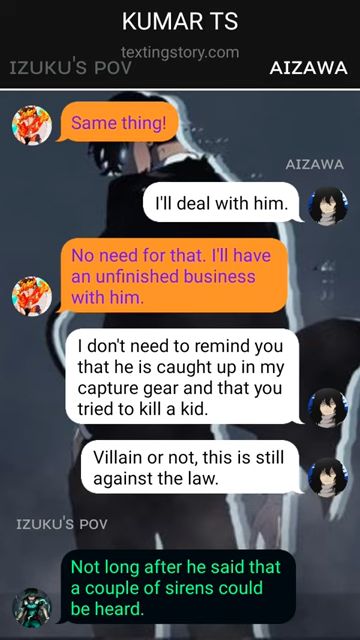 KUMAR TS
textingstory.com
IZUKU'S POV
AIZAWA
Same thing!
AIZAWA
I'll deal with him.
No need for that. I'll have
an unfinished business
with him.
I don't need to remind you
that he is caught up in my
capture gear and that you
tried to kill a kid.
Villain or not, this is still
against the law.
IZUKU'S POV
Not long after he said that
a couple of sirens could
be heard.